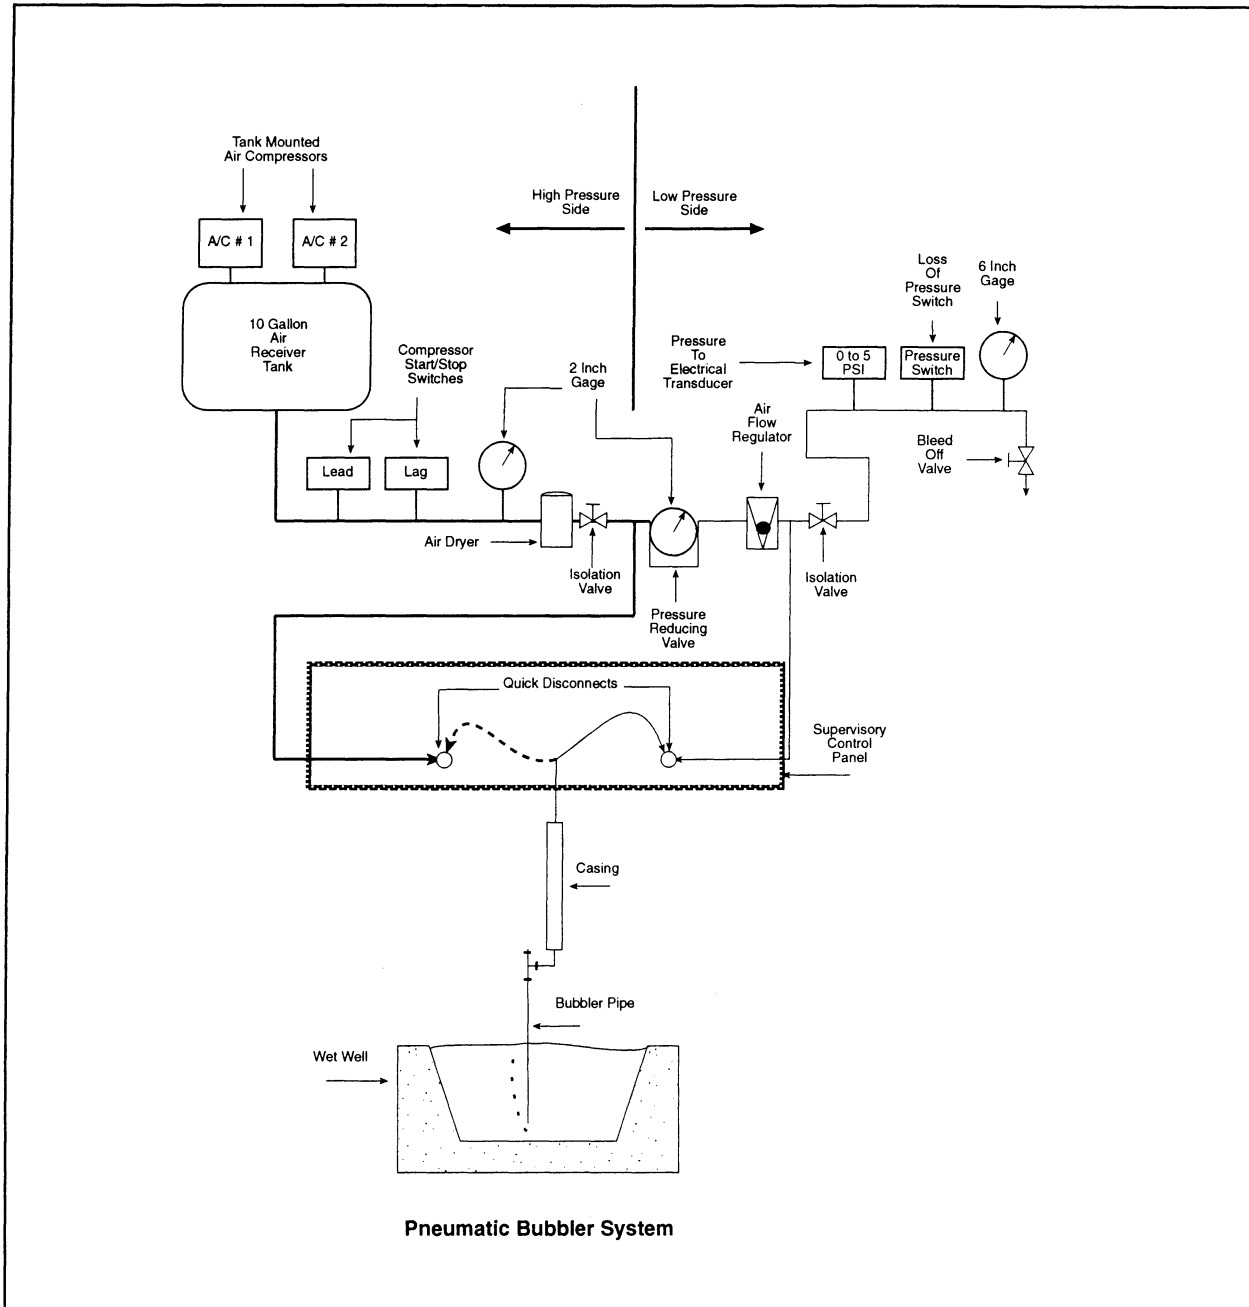 Tank Mounted
Air Compressors
High Pressure
Side
Low Pressure
Side
A/C # 1
A/C # 2
Loss
Of
Pressure
Switch
6 Inch
Gage
10 Gallon
Air
Receiver
Tank
Compressor
Start/Stop
Switches
2 Inch
Gage
Pressure
To
Electrical
Transducer
0 to 5
PSI
Pressure
Switch
Air
Flow
Regulator
Bleed
Off
Valve
Lead
Lag
Air Dryer
Isolation
Valve
Isolation
Valve
Pressure
Reducing
Valve
Quick Disconnects
Supervisory
Control
Panel
Casing
Bubbler Pipe
Wet Well
Pneumatic Bubbler System